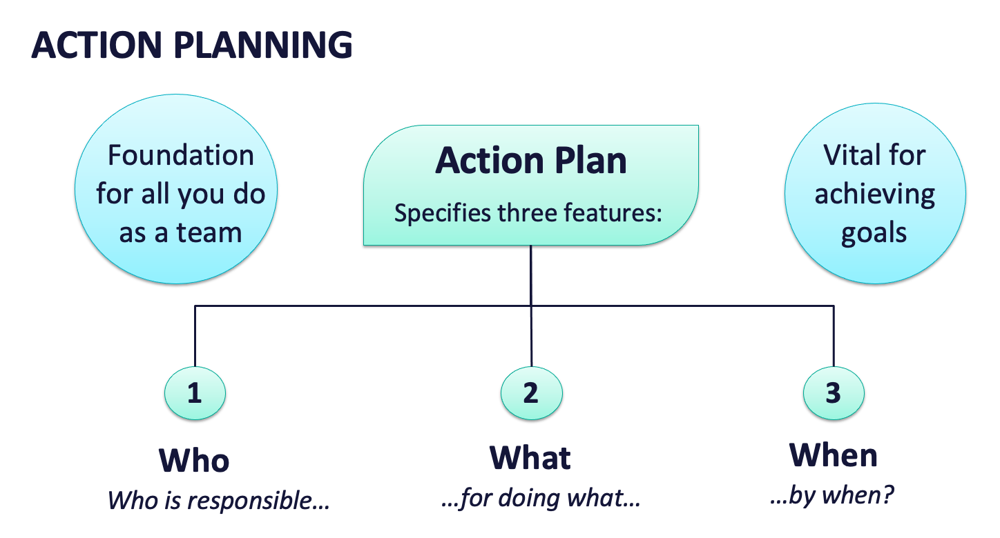 ACTION PLANNING
Foundation
for all you do
as a team
Action Plan
Specifies three features:
Vital for
achieving
goals
1
Who
Who is responsible...
2
What
...for doing what...
3
When
...by when?